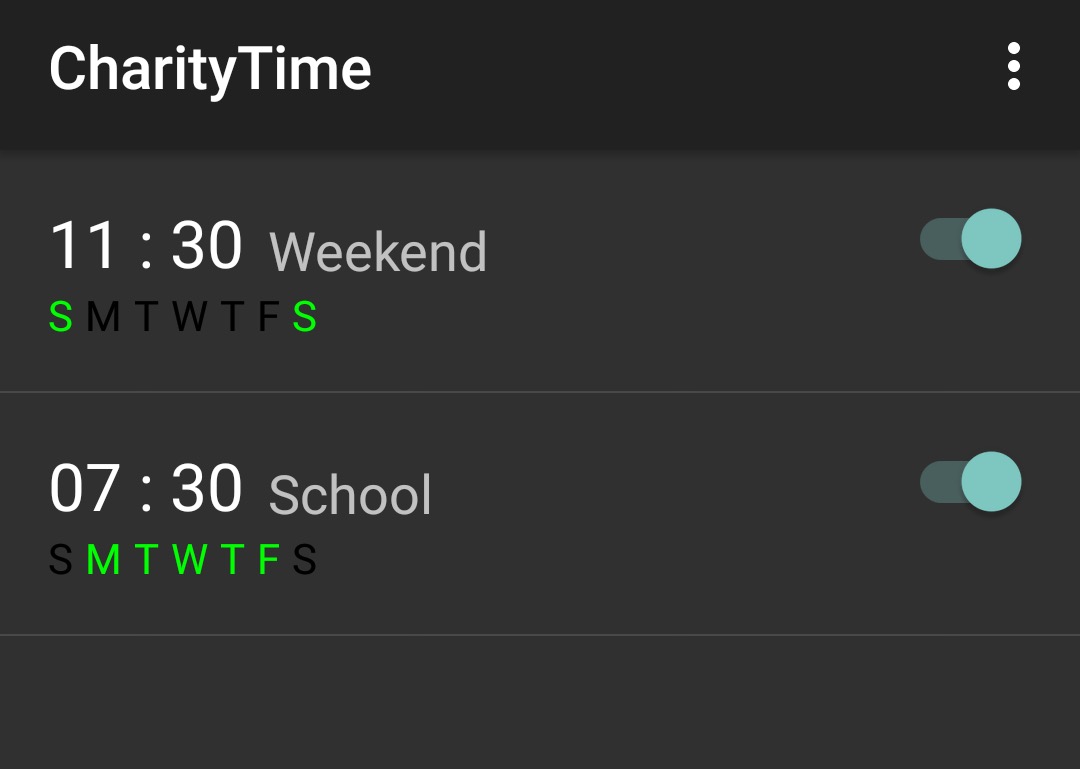 CharityTime
11 : 30 Weekend
S M T W T F S
07 : 30 School
S M T W T F S